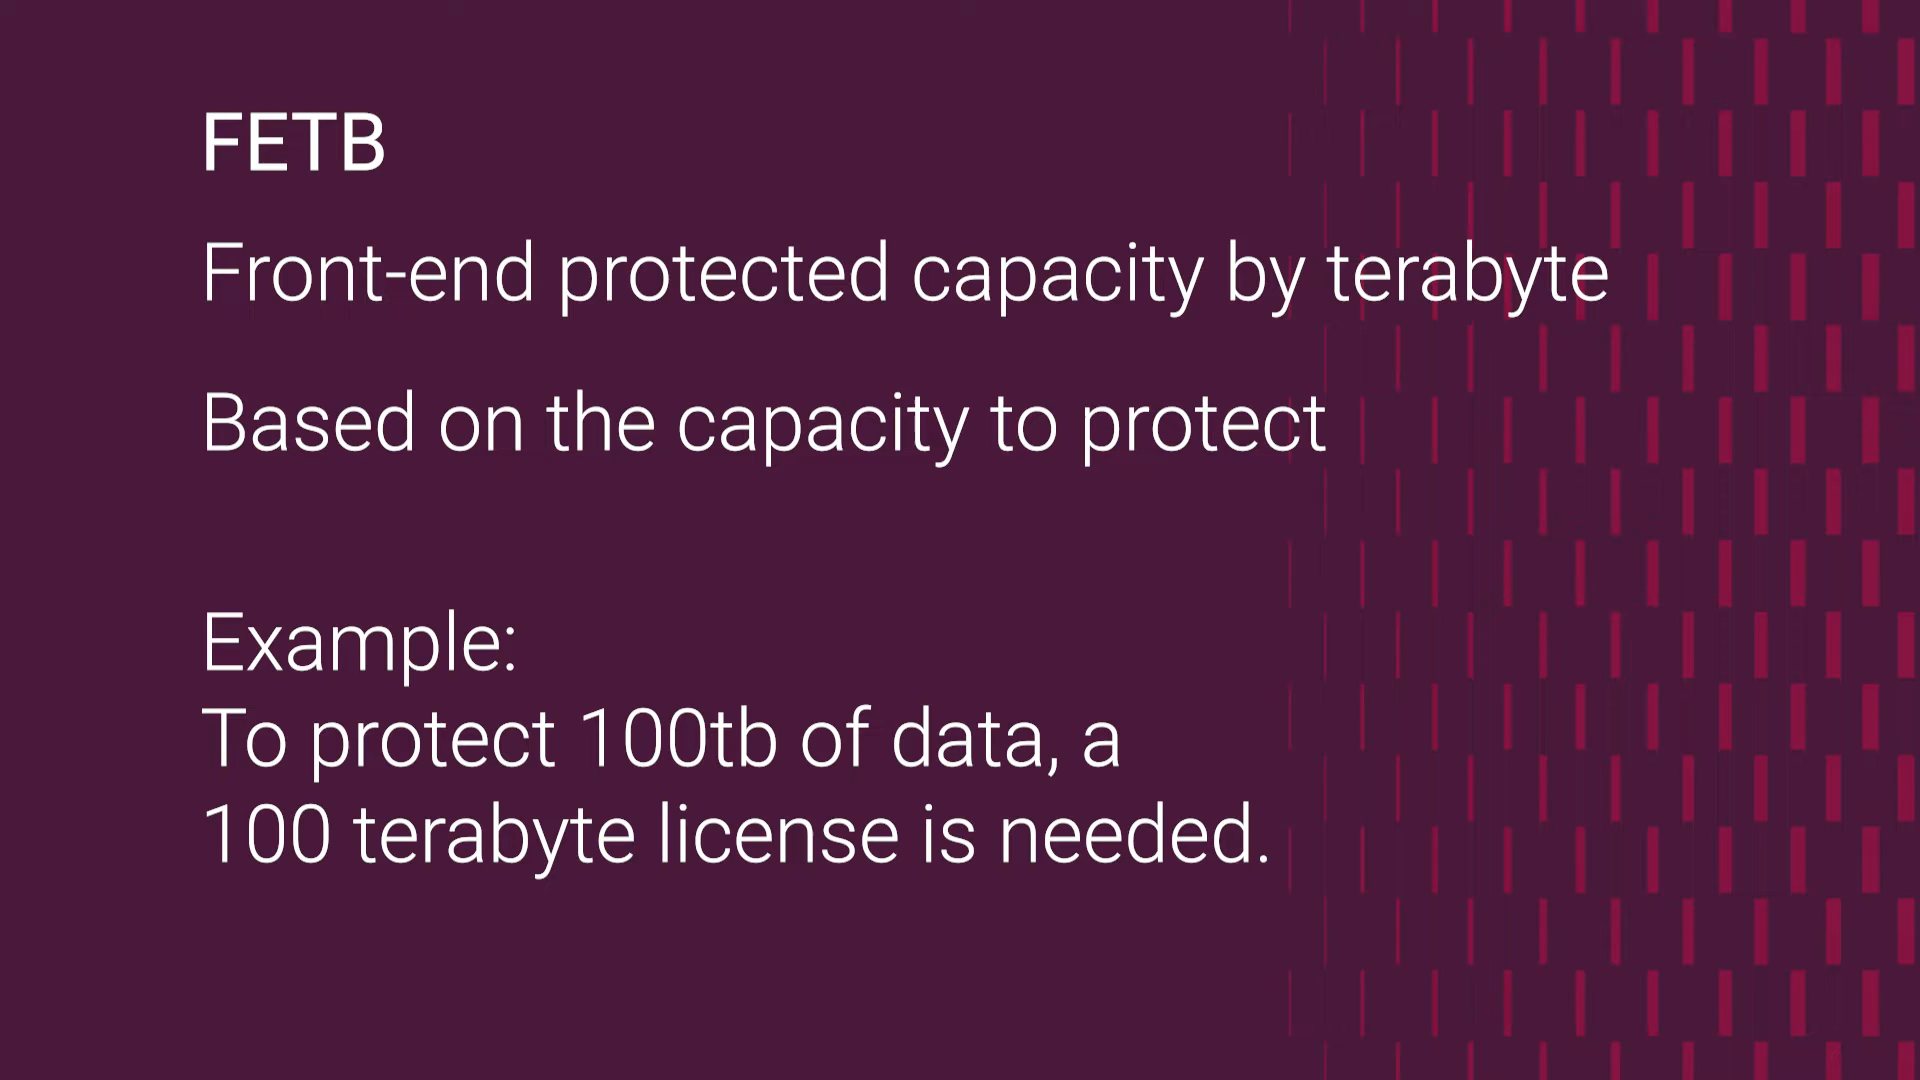 FETB
Front-end protected capacity by terabyte
Based on the capacity to protect
Example:
To protect 100tb of data, a
100 terabyte license is needed.